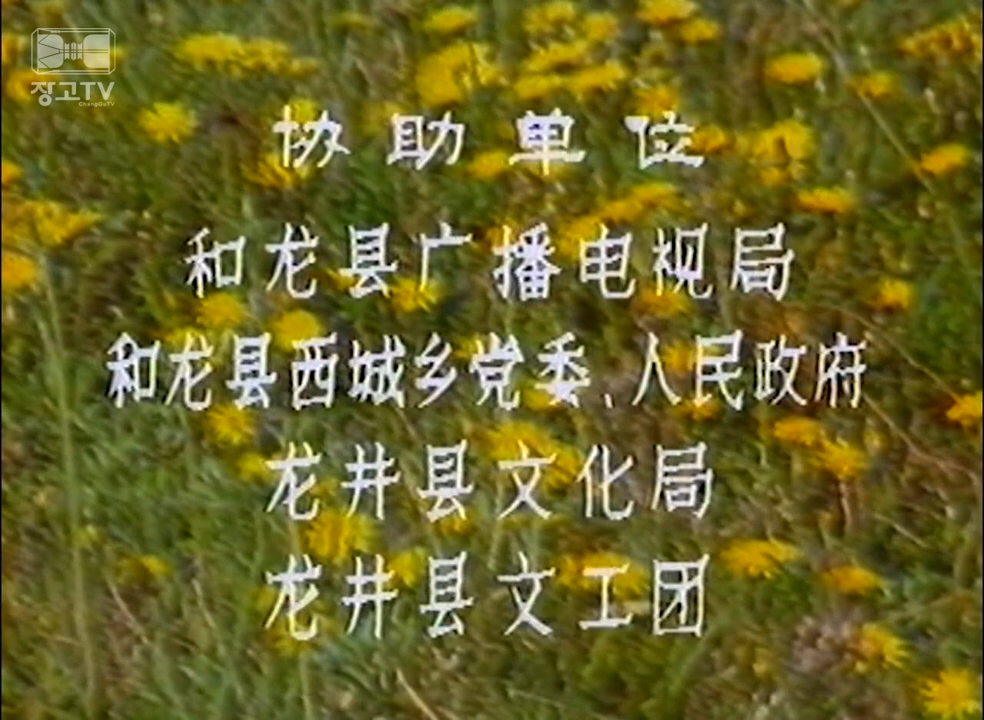 장고TV
ChangGuTV
协助单位
和龙县广播电视局
和龙县西城乡党委、人民政府
龙井县文化局
龙井县文工团